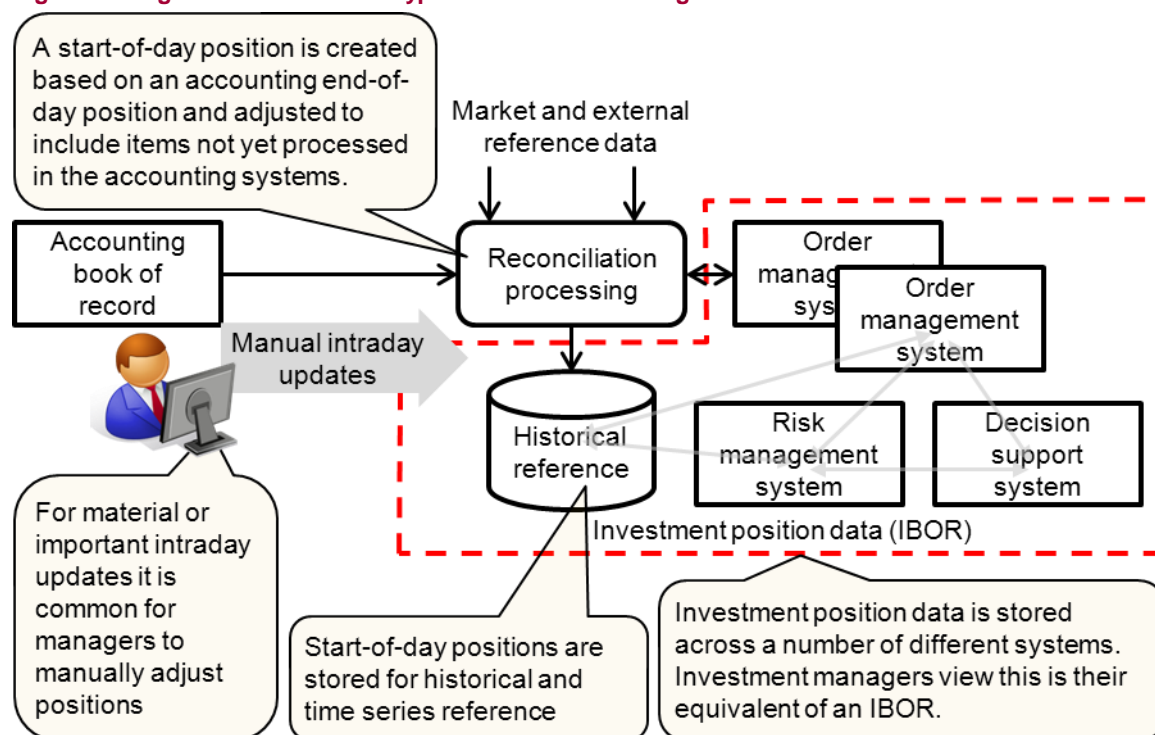 A start-of-day position is created
based on an accounting end-of-
day position and adjusted to
include items not yet processed
in the accounting systems.
Market and external
reference data
Accounting
book of
record
Reconciliation
processing
Order
Order
management
system
Manual intraday
updates
Historical
reference
Risk
management
system
Decision
support
system
Investment position data (IBOR)
For material or
important intraday
updates it is
common for
managers to
manually adjust
positions
Start-of-day positions are
stored for historical and
time series reference
Investment position data is stored
across a number of different systems.
Investment managers view this is their
equivalent of an IBOR.